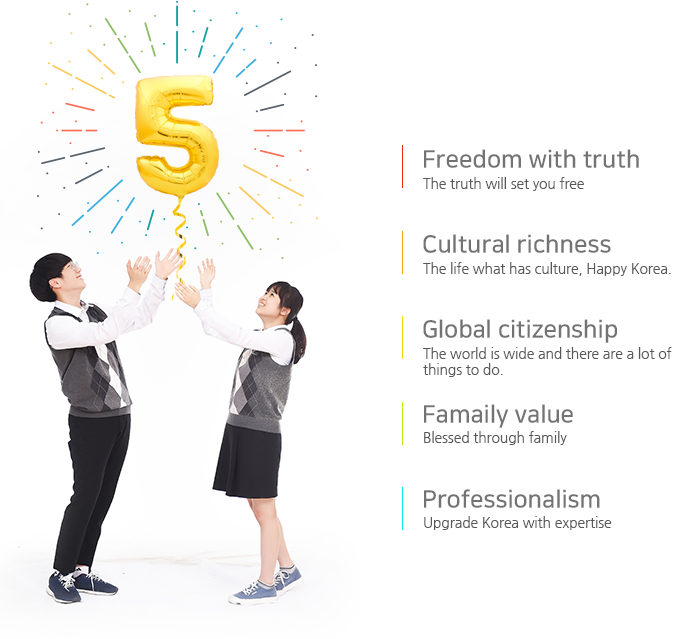 5
Freedom with truth
The truth will set you free
Cultural richness
The life what has culture, Happy Korea.
Global citizenship
The world is wide and there are a lot of
things to do.
Famaily value
Blessed through family
Professionalism
Upgrade Korea with expertise